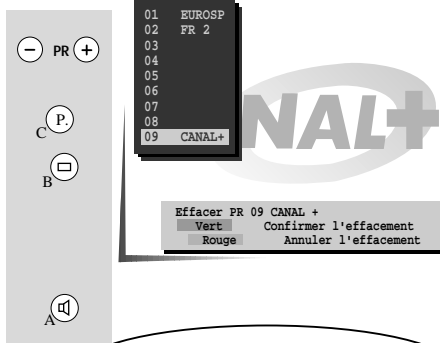 01 EUROSP
02 FR 2
03
04
05
06
07
08
09 CANAL+
- PR +
P.
C
B
A
NAL+
Effacer PR 09 CANAL +
Vert Confirmer l'effacement
Rouge Annuler l'effacement